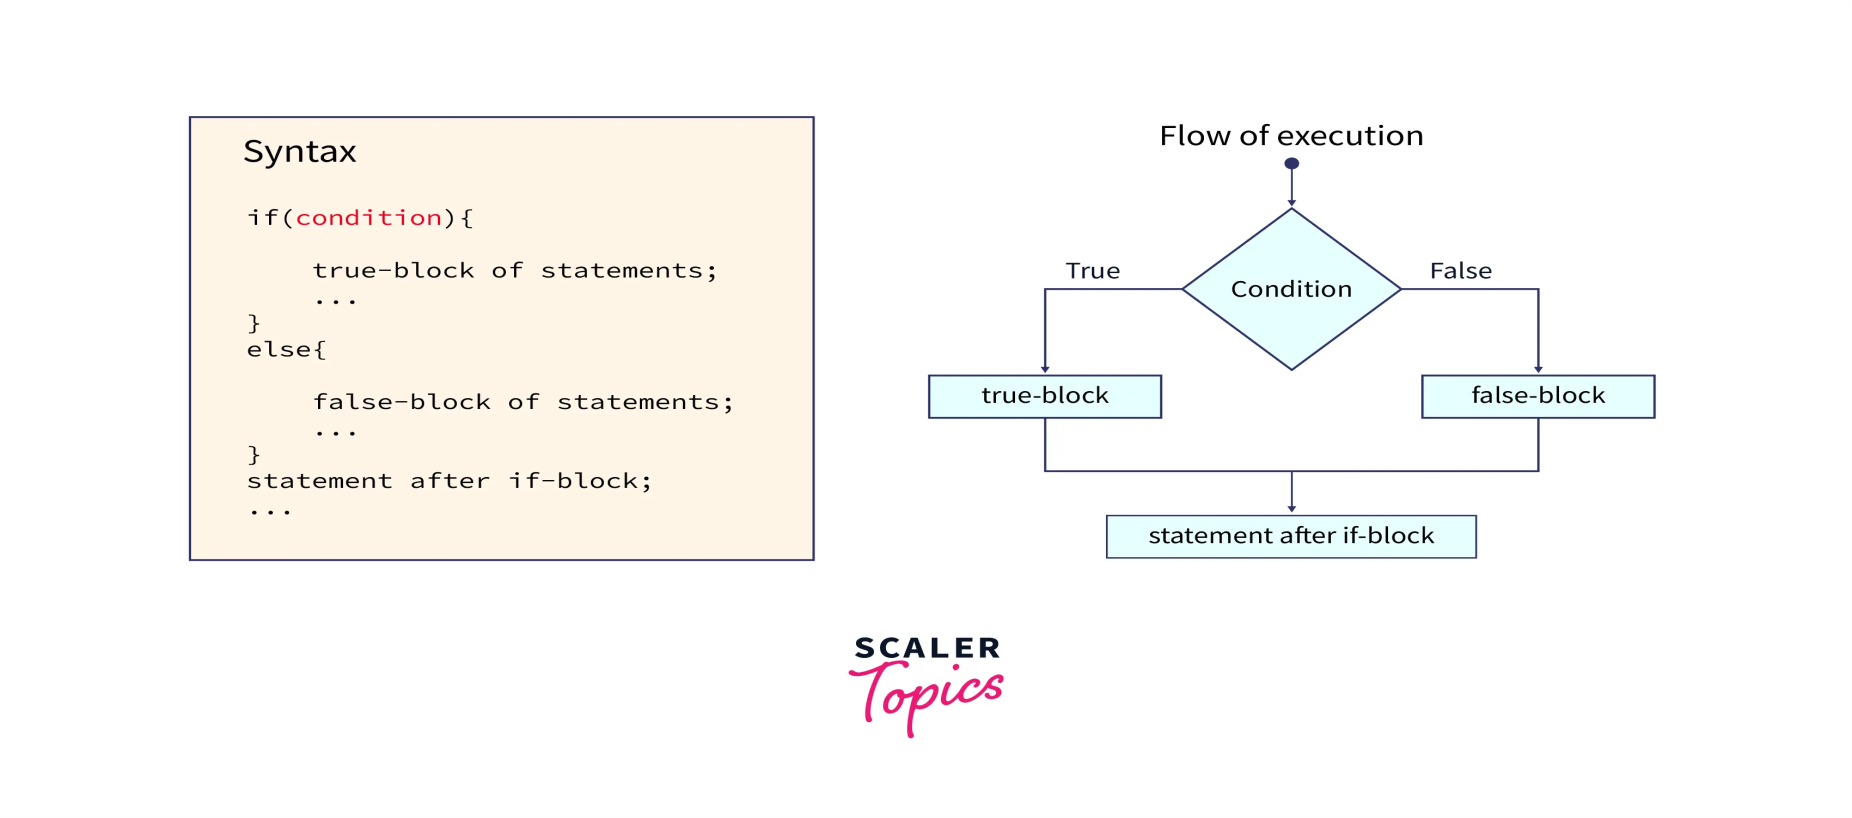 Syntax
if(condition){
true-block of statements;
...
}
else{
false-block of statements;
...
}
statement after if-block;
...
Flow of execution
True
False
Condition
true-block
false-block
statement after if-block
SCALER
Topics